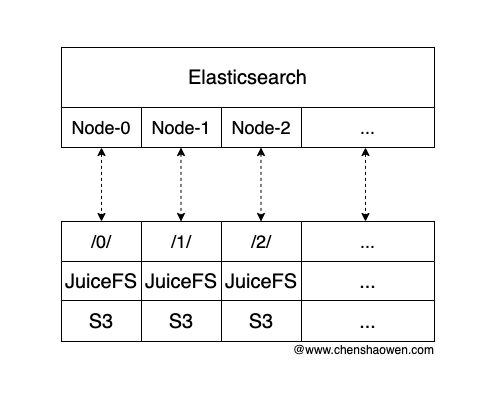 Elasticsearch
Node-0 Node-1 Node-2 ...
/0/ /1/ /2/ ...
JuiceFS JuiceFS JuiceFS ...
S3 S3 S3 ...
@www.chenshaowen.com